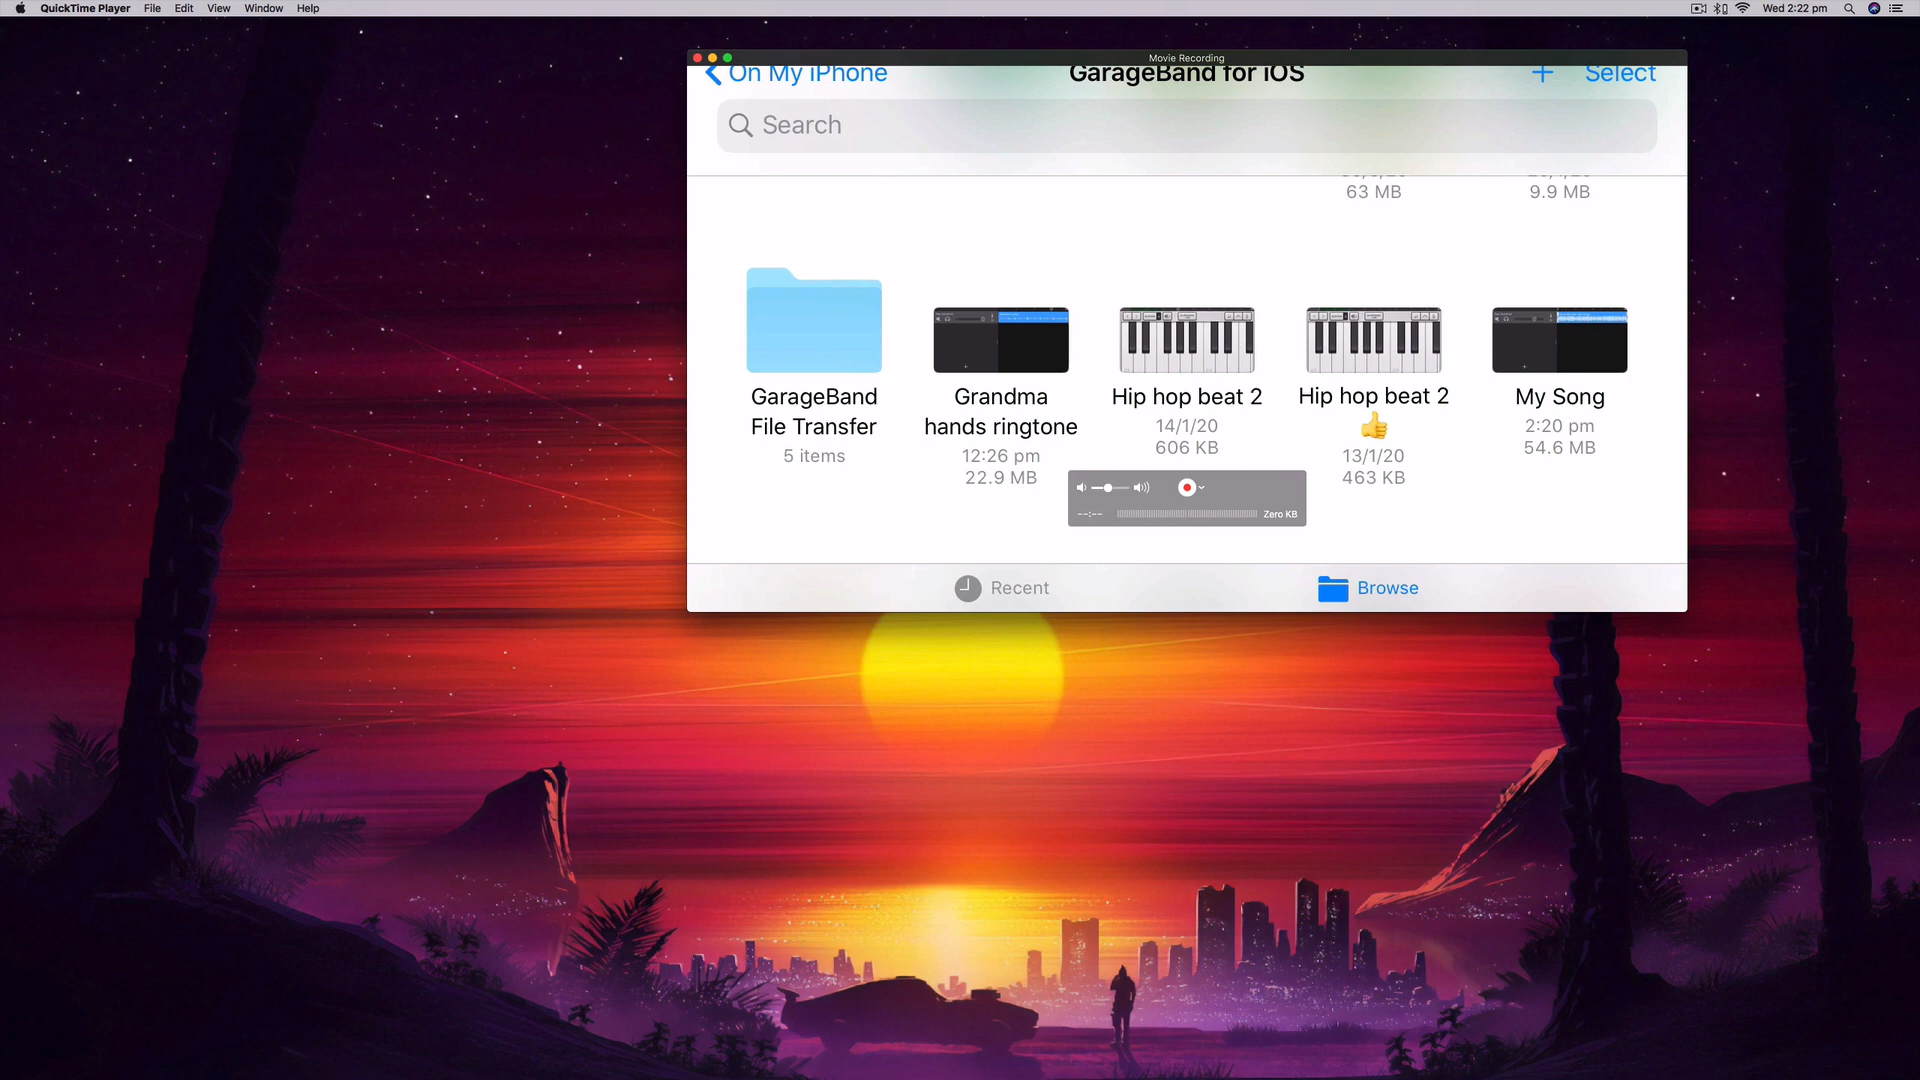 QuickTime Player File Edit View Window Help Wed 2:22 pm
Movie Recording
On My iPhone GarageBand for iOS + Select
Search
63 MB 9.9 MB
GarageBand
File Transfer
5 items
Grandma
hands ringtone
12:26 pm
22.9 MB
Hip hop beat 2
14/1/20
606 KB
Hip hop beat 2
👍
13/1/20
463 KB
My Song
2:20 pm
54.6 MB
--:-- Zero KB
Recent Browse